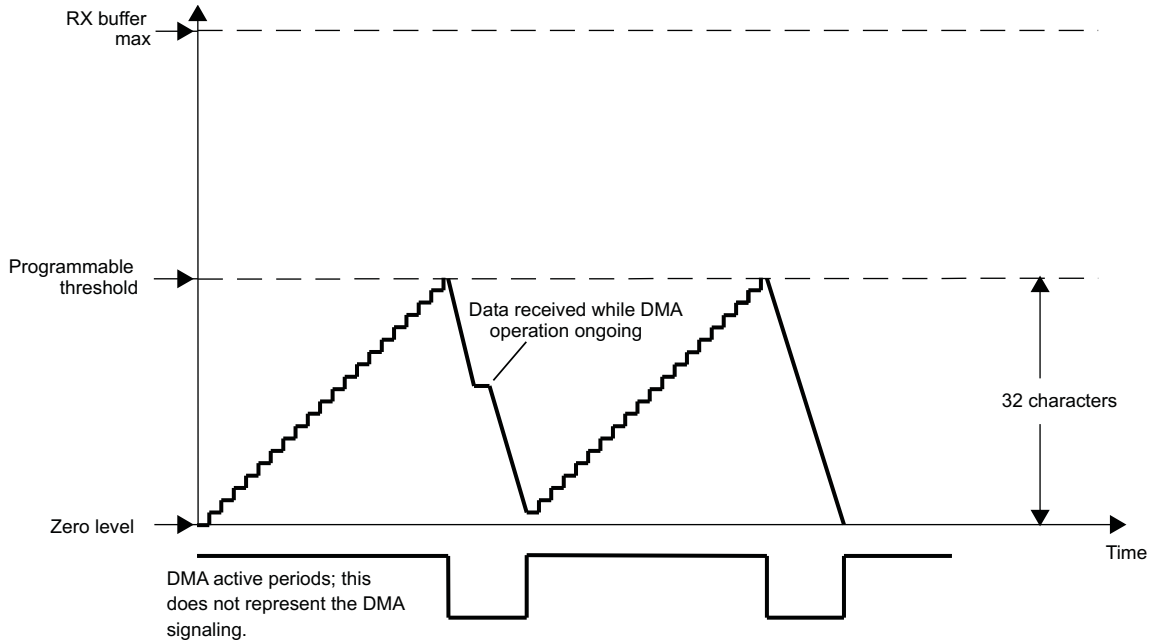 RX buffer
max
Programmable
threshold
Data received while DMA
operation ongoing
32 characters
Zero level
Time
DMA active periods; this
does not represent the DMA
signaling.